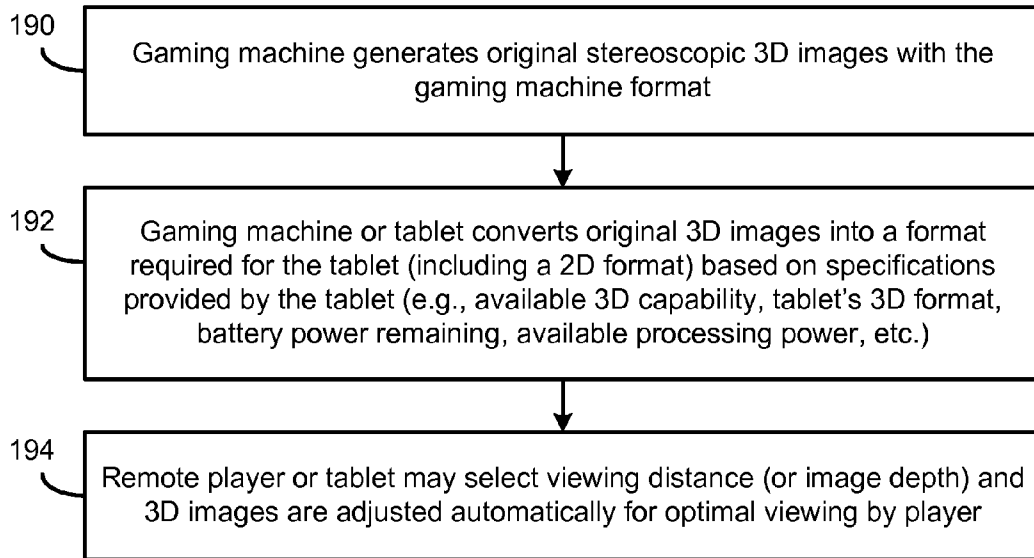 190
Gaming machine generates original stereoscopic 3D images with the
gaming machine format
192
Gaming machine or tablet converts original 3D images into a format
required for the tablet (including a 2D format) based on specifications
provided by the tablet (e.g., available 3D capability, tablet's 3D format,
battery power remaining, available processing power, etc.)
194
Remote player or tablet may select viewing distance (or image depth) and
3D images are adjusted automatically for optimal viewing by player